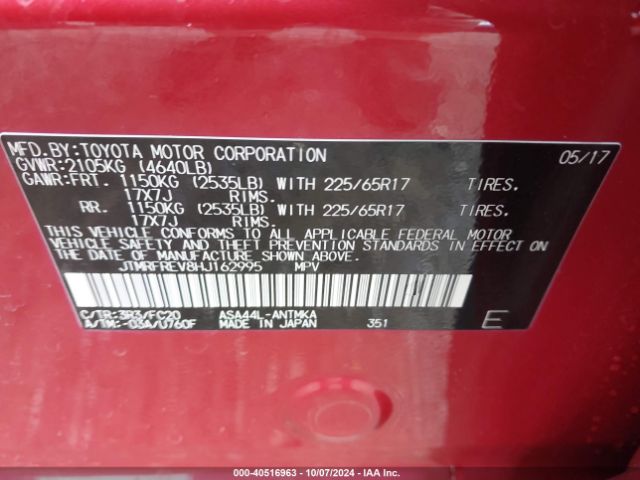 MFD.BY:TOYOTA MOTOR CORPORATION 05/17
GVWR:2105KG (4640LB)
GAWR:FRT. 1150KG (2535LB) WITH 225/65R17 TIRES.
17X7J RIMS.
RR. 1150KG (2535LB) WITH 225/65R17 TIRES.
17X7J RIMS.
THIS VEHICLE CONFORMS TO ALL APPLICABLE FEDERAL MOTOR
VEHICLE SAFETY AND THEFT PREVENTION STANDARDS IN EFFECT ON
THE DATE OF MANUFACTURE SHOWN ABOVE.
JTMRFREV8HJ162995 MPV
C/TR:3R3/FC20 ASA44L-ANTMKA
A/TM:-03A/U760F MADE IN JAPAN 351 E
000-40516963 - 10/07/2024 - IAA Inc.